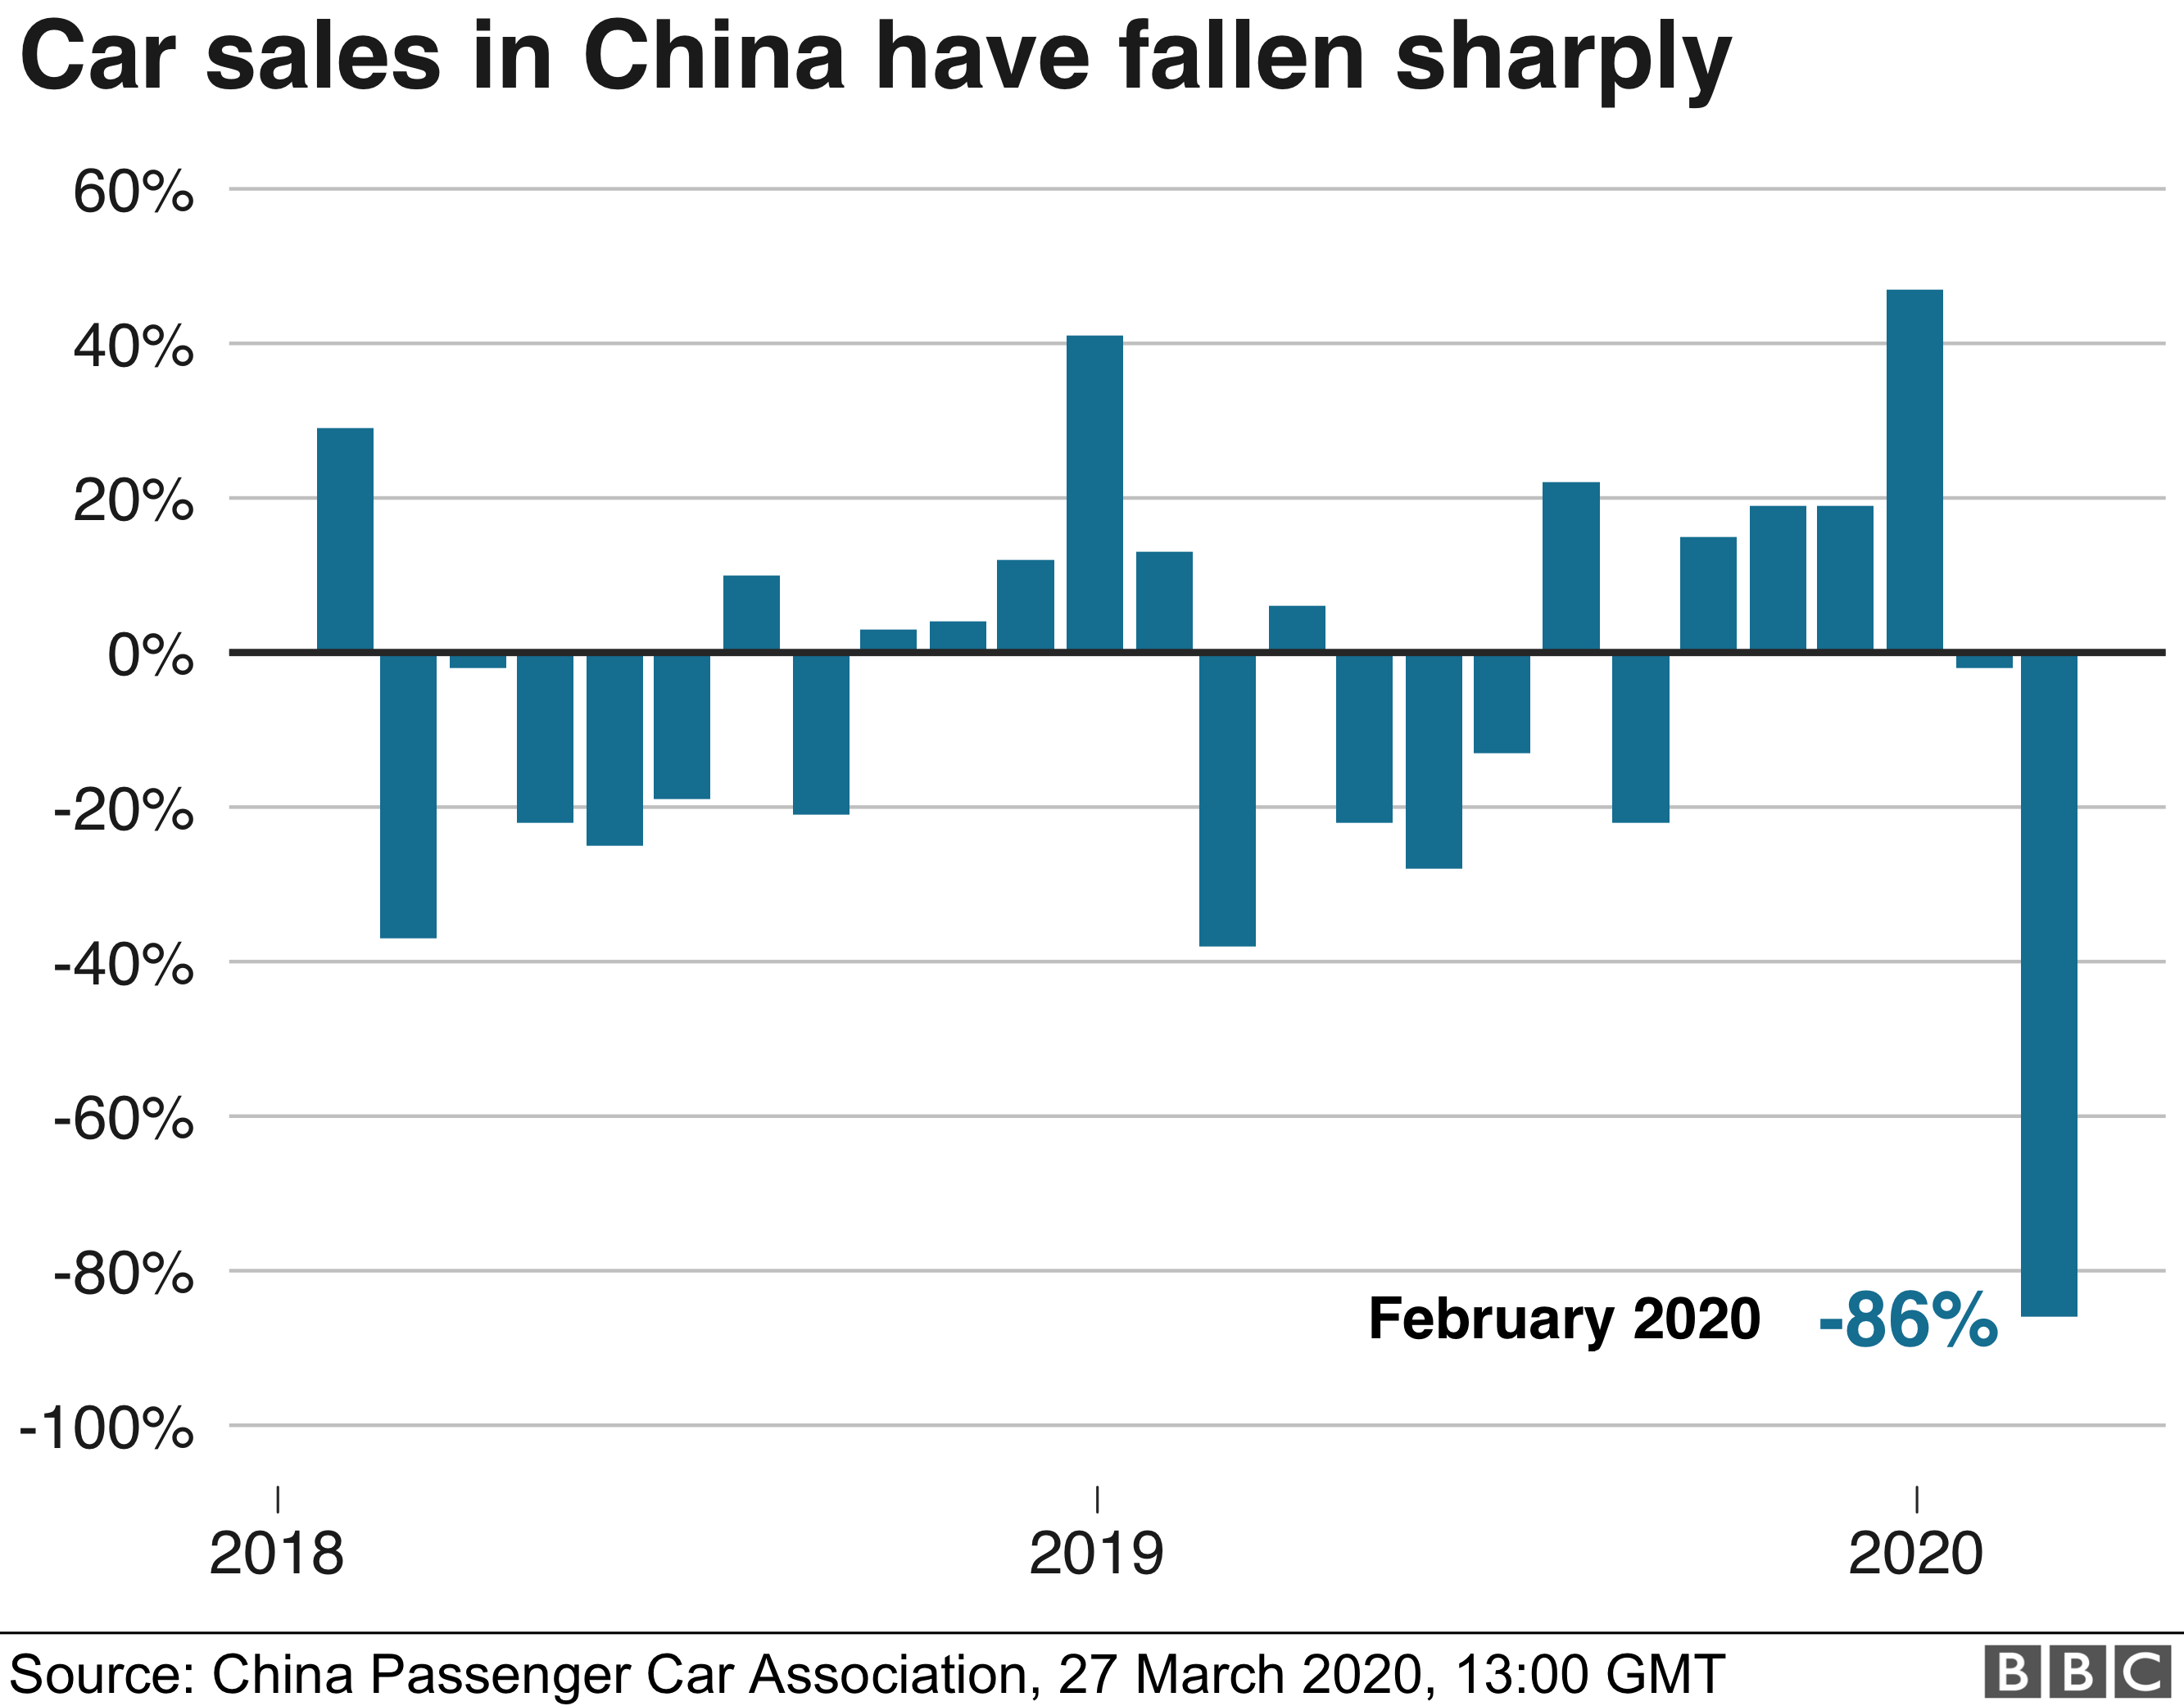 Car sales in China have fallen sharply
60%
40%
20%
0%
-20%
-40%
-60%
-80%
February 2020 -86%
-100%
2018 2019 2020
Source: China Passenger Car Association, 27 March 2020, 13:00 GMT BBC